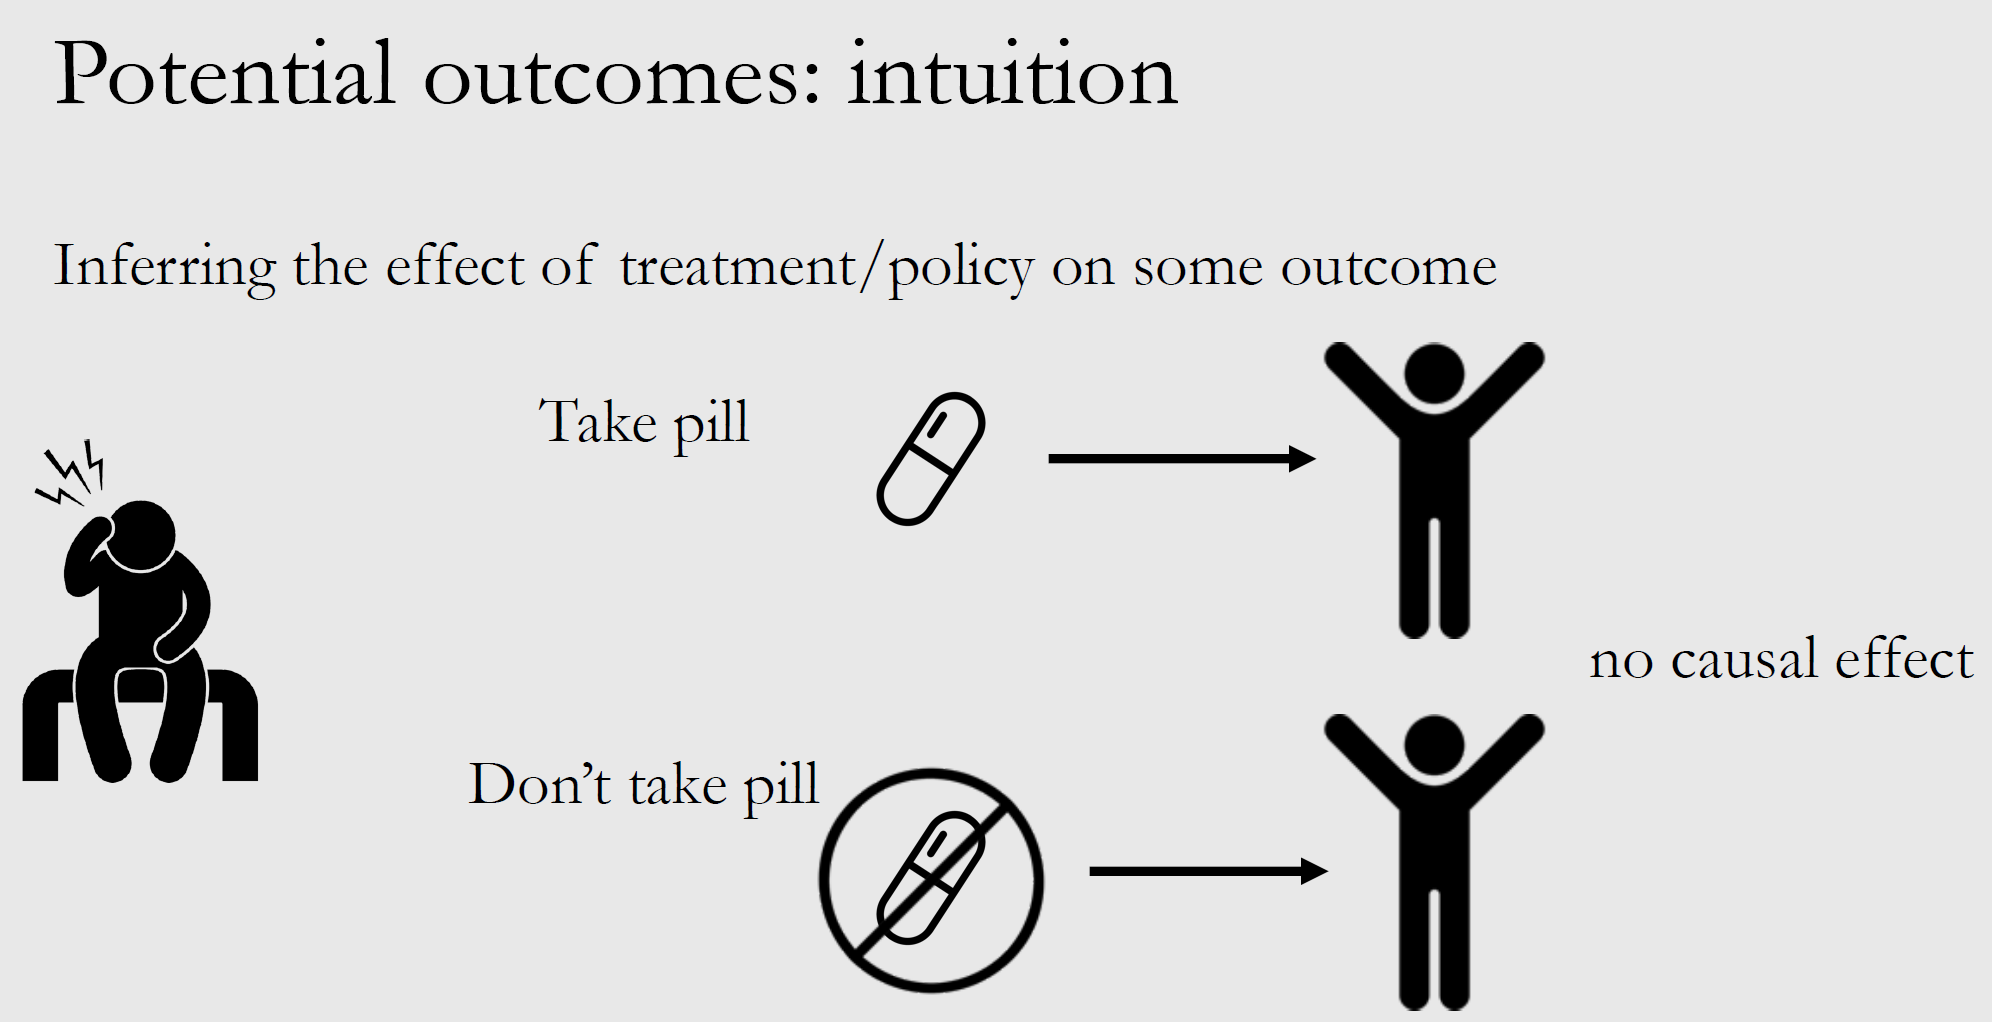 Potential outcomes: intuition
Inferring the effect of treatment/policy on some outcome
Take pill
no causal effect
Don’t take pill